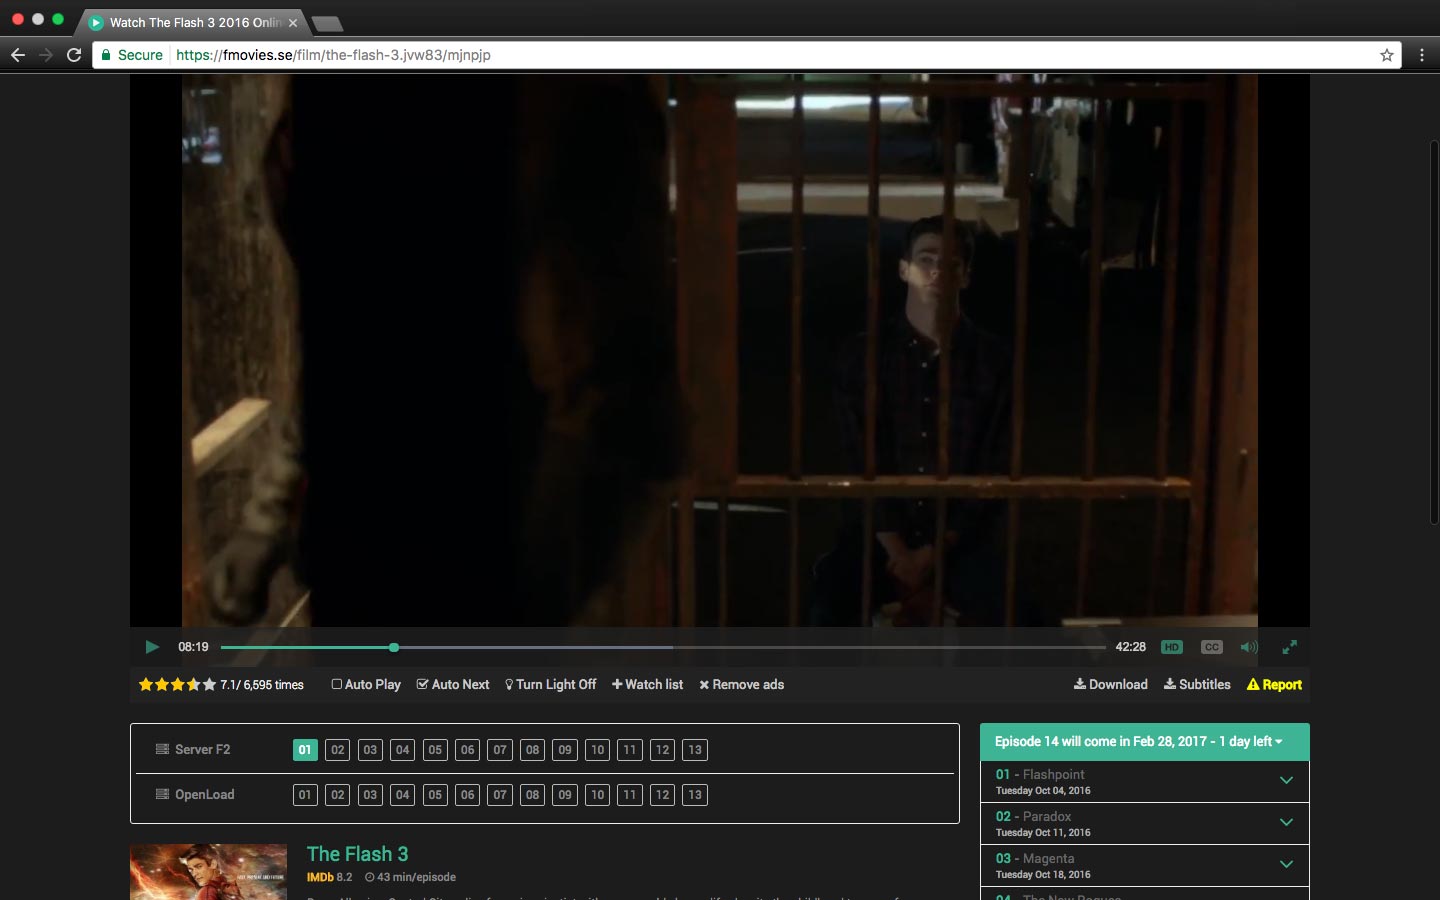 Watch The Flash 3 2016 Onlin
Secure https://fmovies.se/film/the-flash-3.jvw83/mjnpjp
08:19 42:28 HD CC
7.1/ 6,595 times Auto Play Auto Next Turn Light Off Watch list Remove ads Download Subtitles Report
Server F2 01 02 03 04 05 06 07 08 09 10 11 12 13
OpenLoad 01 02 03 04 05 06 07 08 09 10 11 12 13
Episode 14 will come in Feb 28, 2017 - 1 day left
01 - Flashpoint
Tuesday Oct 04, 2016
02 - Paradox
Tuesday Oct 11, 2016
03 - Magenta
Tuesday Oct 18, 2016
04 - The New Rogues
The Flash 3
IMDb 8.2 43 min/episode